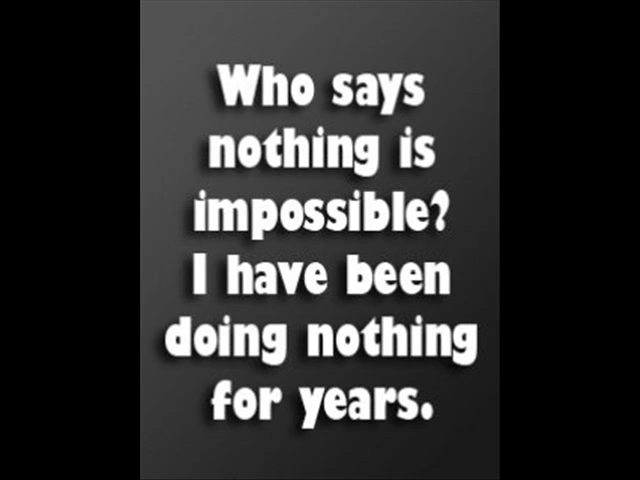 Who says
nothing is
impossible?
I have been
doing nothing
for years.